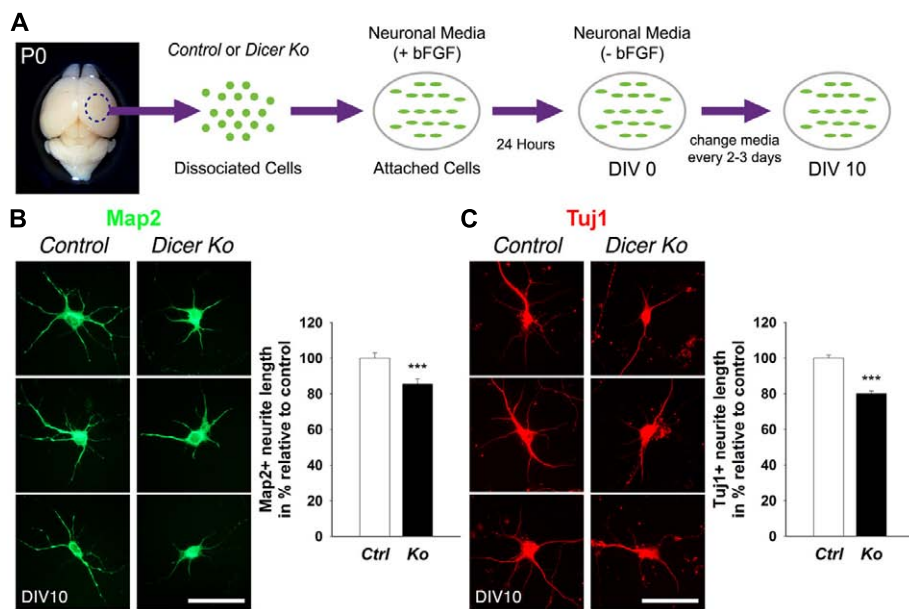 A
P0
Control or Dicer Ko
Dissociated Cells
Neuronal Media
(+ bFGF)
Attached Cells
24 Hours
Neuronal Media
(- bFGF)
DIV 0
change media
every 2-3 days
DIV 10
B
Map2
Control
Dicer Ko
DIV10
Map2+ neurite length
in % relative to control
120
100
80
60
40
20
0
***
Ctrl
Ko
C
Tuj1
Control
Dicer Ko
DIV10
Tuj1+ neurite length
in % relative to control
120
100
80
60
40
20
0
***
Ctrl
Ko